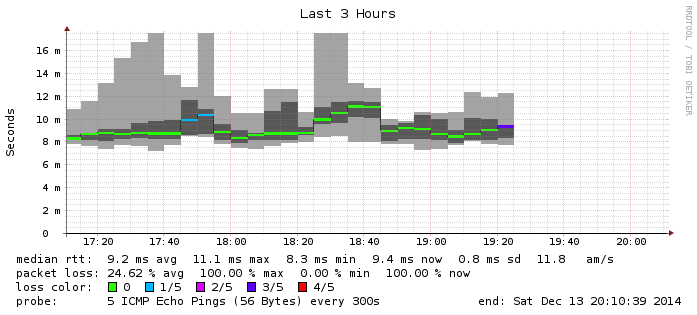 Last 3 Hours
RRDTOOL / TOBI OETIKER
Seconds
16 m
14 m
12 m
10 m
8 m
6 m
4 m
2 m
0
17:20 17:40 18:00 18:20 18:40 19:00 19:20 19:40 20:00
median rtt: 9.2 ms avg 11.1 ms max 8.3 ms min 9.4 ms now 0.8 ms sd 11.8 am/s
packet loss: 24.62 % avg 100.00 % max 0.00 % min 100.00 % now
loss color: 0 1/5 2/5 3/5 4/5
probe: 5 ICMP Echo Pings (56 Bytes) every 300s end: Sat Dec 13 20:10:39 2014